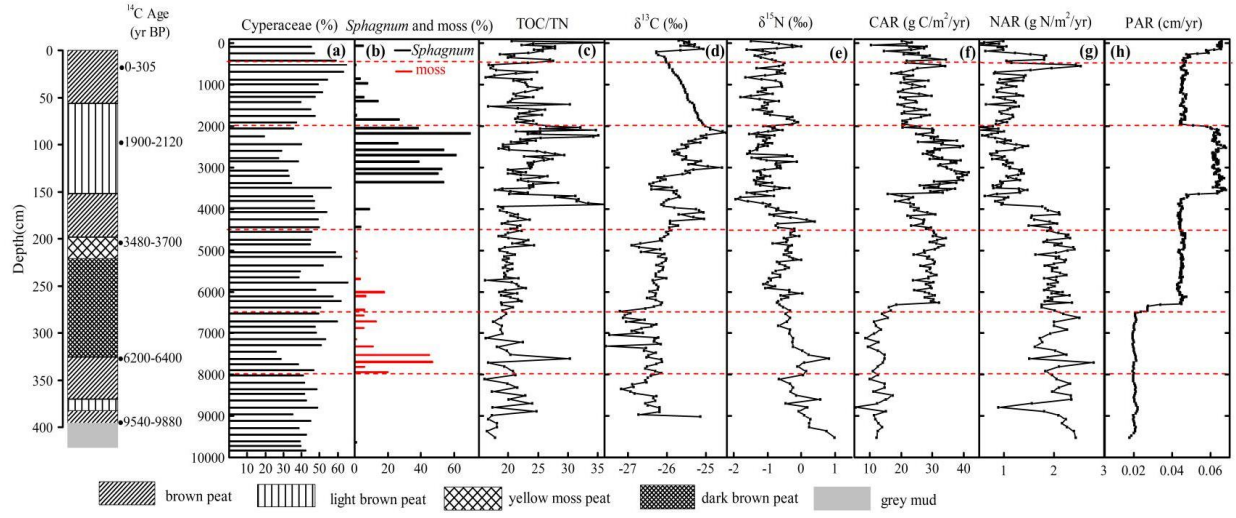 14C Age
(yr BP)
Cyperaceae (%)
Sphagnum and moss (%)
TOC/TN
δ13C (‰)
δ15N (‰)
CAR (g C/m2/yr)
NAR (g N/m2/yr)
PAR (cm/yr)
(a)
(b)
Sphagnum
moss
(c)
(d)
(e)
(f)
(g)
(h)
Depth(cm)
0
50
100
150
200
250
300
350
400
0-305
1900-2120
3480-3700
6200-6400
9540-9880
0
1000
2000
3000
4000
5000
6000
7000
8000
9000
10000
0 10 20 30 40 50 60
0 20 40 60
20 25 30 35
-27 -26 -25
-2 -1 0 1
10 20 30 40
1 2 3
0.02 0.04 0.06
brown peat
light brown peat
yellow moss peat
dark brown peat
grey mud